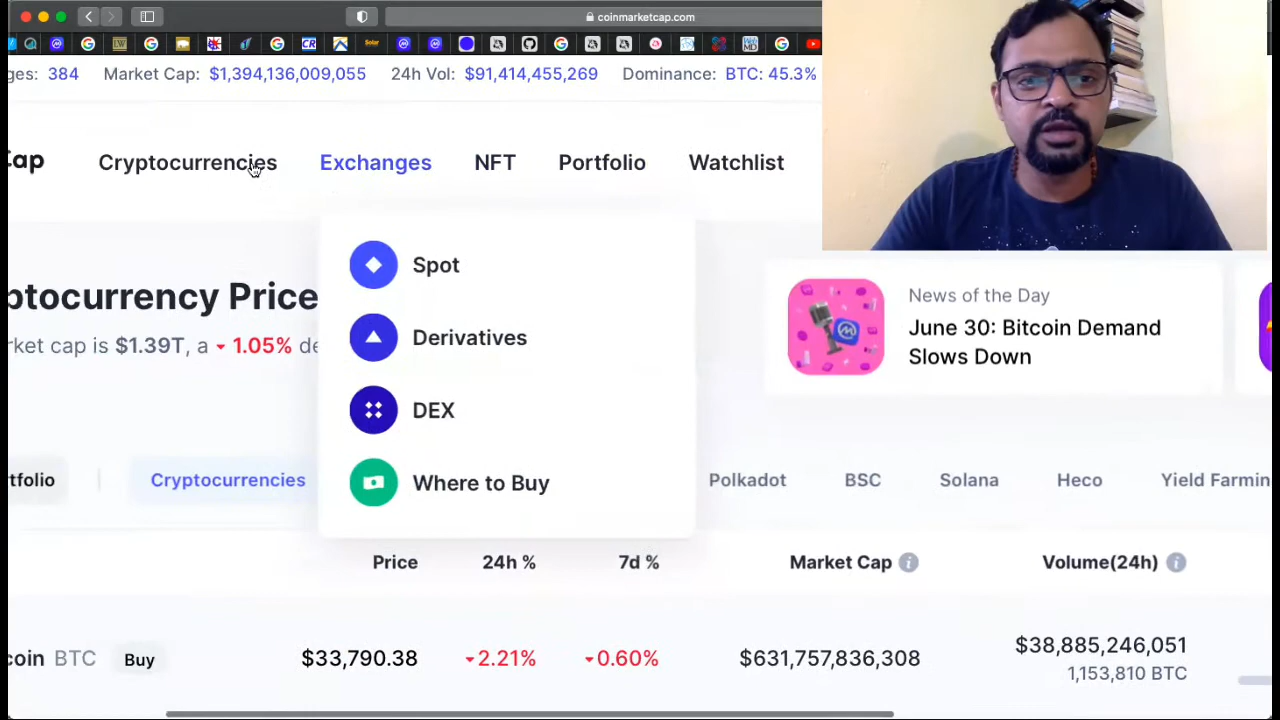 coinmarketcap.com
ges: 384 Market Cap: $1,394,136,009,055 24h Vol: $91,414,455,269 Dominance: BTC: 45.3%
Cap Cryptocurrencies Exchanges NFT Portfolio Watchlist
Spot
Derivatives
DEX
Where to Buy
ptocurrency Price
rket cap is $1.39T, a 1.05% de
News of the Day
June 30: Bitcoin Demand
Slows Down
tfolio Cryptocurrencies Polkadot BSC Solana Heco Yield Farmin
Price 24h % 7d % Market Cap Volume(24h)
coin BTC Buy $33,790.38 2.21% 0.60% $631,757,836,308 $38,885,246,051
1,153,810 BTC